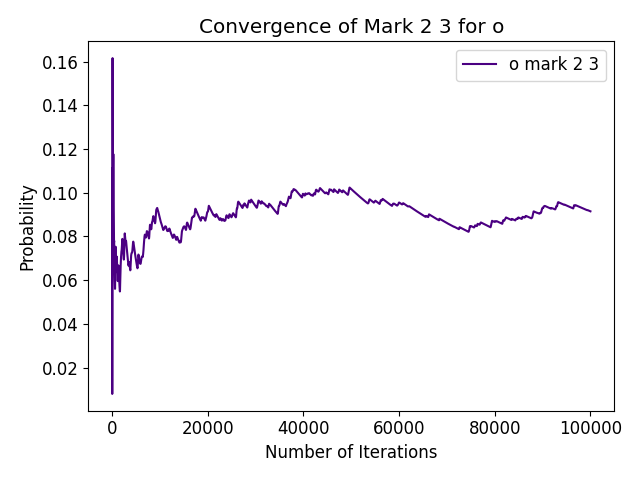 Convergence of Mark 2 3 for o
o mark 2 3
Probability
0.16
0.14
0.12
0.10
0.08
0.06
0.04
0.02
0 20000 40000 60000 80000 100000
Number of Iterations